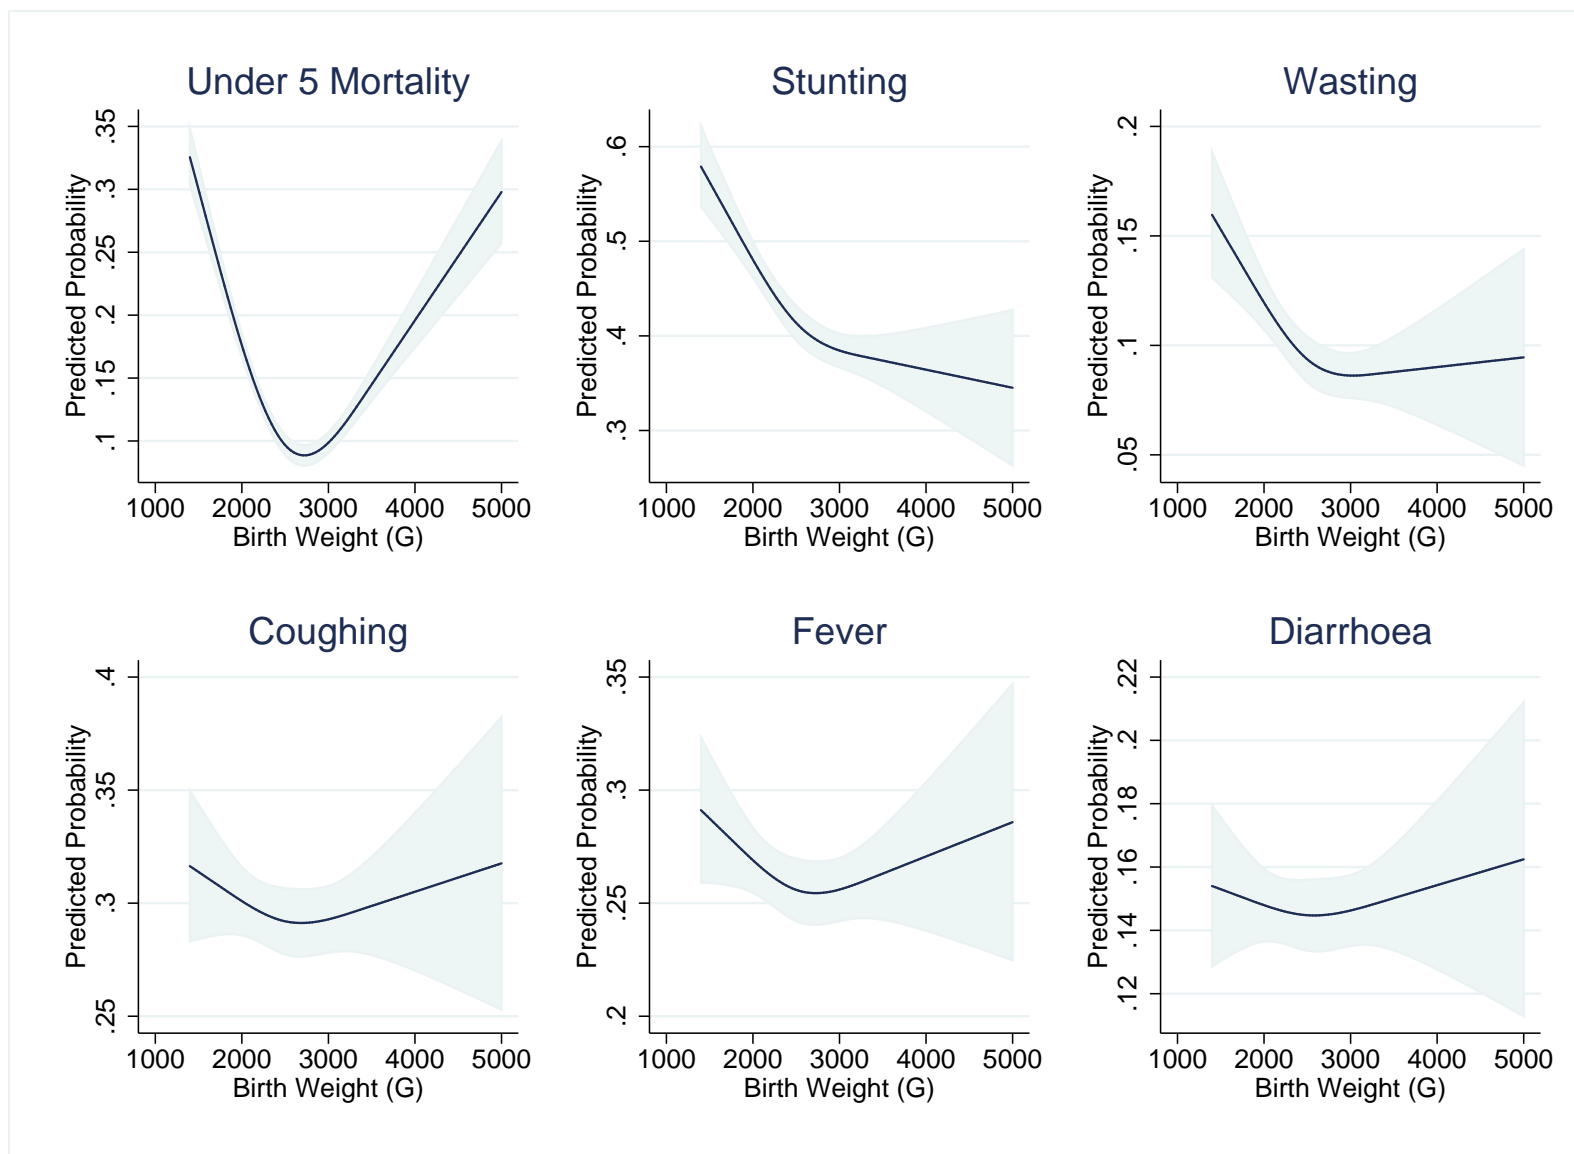 Under 5 Mortality
Predicted Probability
.35
.3
.25
.2
.15
.1
1000 2000 3000 4000 5000
Birth Weight (G)
Stunting
Predicted Probability
.6
.5
.4
.3
1000 2000 3000 4000 5000
Birth Weight (G)
Wasting
Predicted Probability
.2
.15
.1
.05
1000 2000 3000 4000 5000
Birth Weight (G)
Coughing
Predicted Probability
.4
.35
.3
.25
1000 2000 3000 4000 5000
Birth Weight (G)
Fever
Predicted Probability
.35
.3
.25
.2
1000 2000 3000 4000 5000
Birth Weight (G)
Diarrhoea
Predicted Probability
.22
.2
.18
.16
.14
.12
1000 2000 3000 4000 5000
Birth Weight (G)